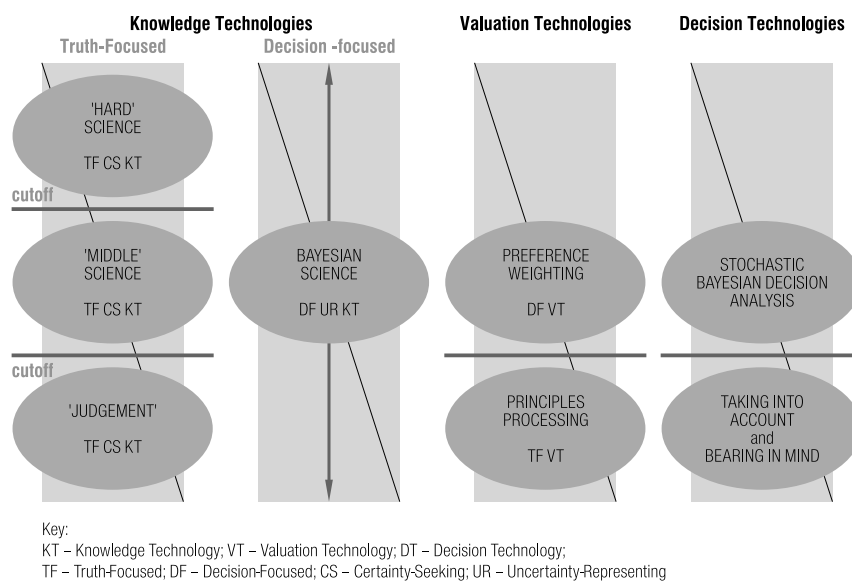 Knowledge Technologies
Truth-Focused
Decision -focused
Valuation Technologies
Decision Technologies
'HARD'
SCIENCE
TF CS KT
cutoff
'MIDDLE'
SCIENCE
TF CS KT
cutoff
'JUDGEMENT'
TF CS KT
BAYESIAN
SCIENCE
DF UR KT
PREFERENCE
WEIGHTING
DF VT
PRINCIPLES
PROCESSING
TF VT
STOCHASTIC
BAYESIAN DECISION
ANALYSIS
TAKING INTO
ACCOUNT
and
BEARING IN MIND
Key:
KT – Knowledge Technology; VT – Valuation Technology; DT – Decision Technology;
TF – Truth-Focused; DF – Decision-Focused; CS – Certainty-Seeking; UR – Uncertainty-Representing